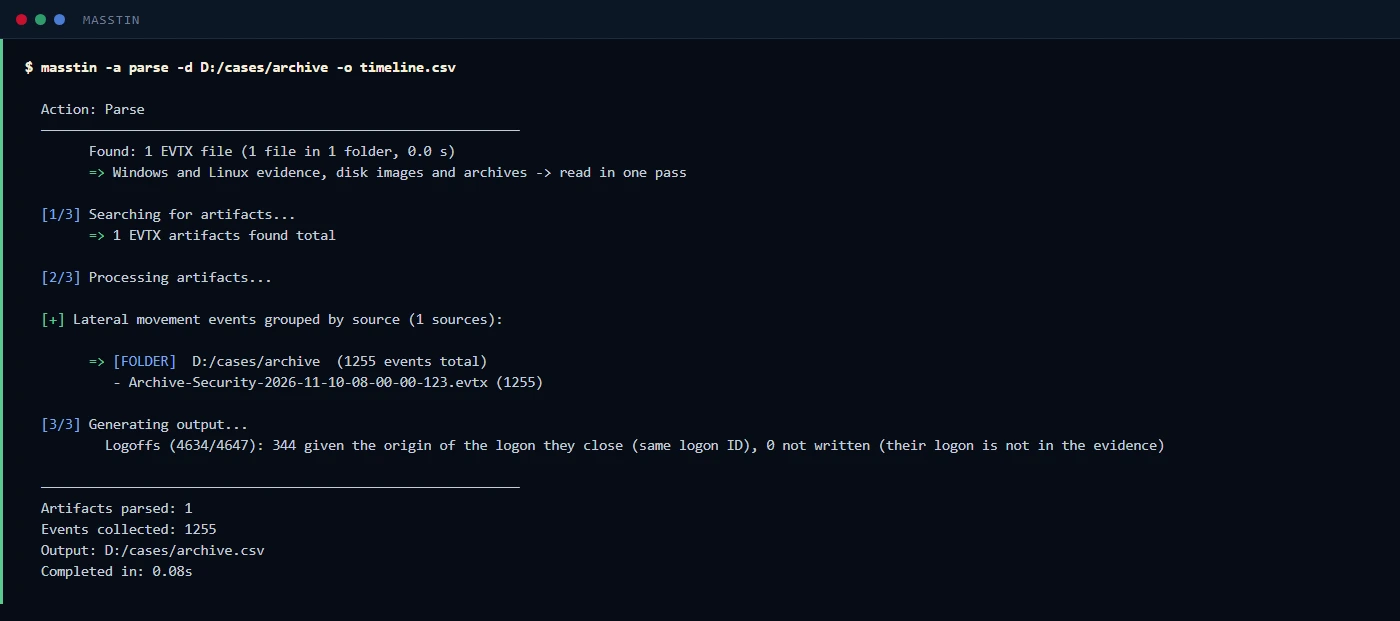 MASSTIN
$ masstin -a parse -d D:/cases/archive -o timeline.csv
Action: Parse
Found: 1 EVTX file (1 file in 1 folder, 0.0 s)
=> Windows and Linux evidence, disk images and archives -> read in one pass
[1/3] Searching for artifacts...
=> 1 EVTX artifacts found total
[2/3] Processing artifacts...
[+] Lateral movement events grouped by source (1 sources):
=> [FOLDER]  D:/cases/archive  (1255 events total)
- Archive-Security-2026-11-10-08-00-00-123.evtx (1255)
[3/3] Generating output...
Logoffs (4634/4647): 344 given the origin of the logon they close (same logon ID), 0 not written (their logon is not in the evidence)
Artifacts parsed: 1
Events collected: 1255
Output: D:/cases/archive.csv
Completed in: 0.08s